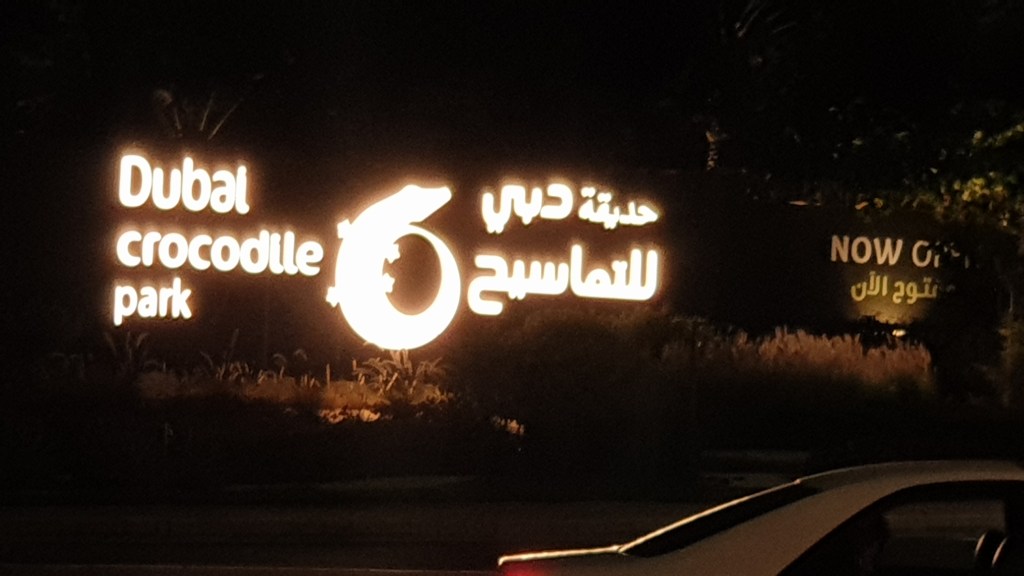 Dubai
crocodile
park
حديقة دبي
للتماسيح
NOW
الآن